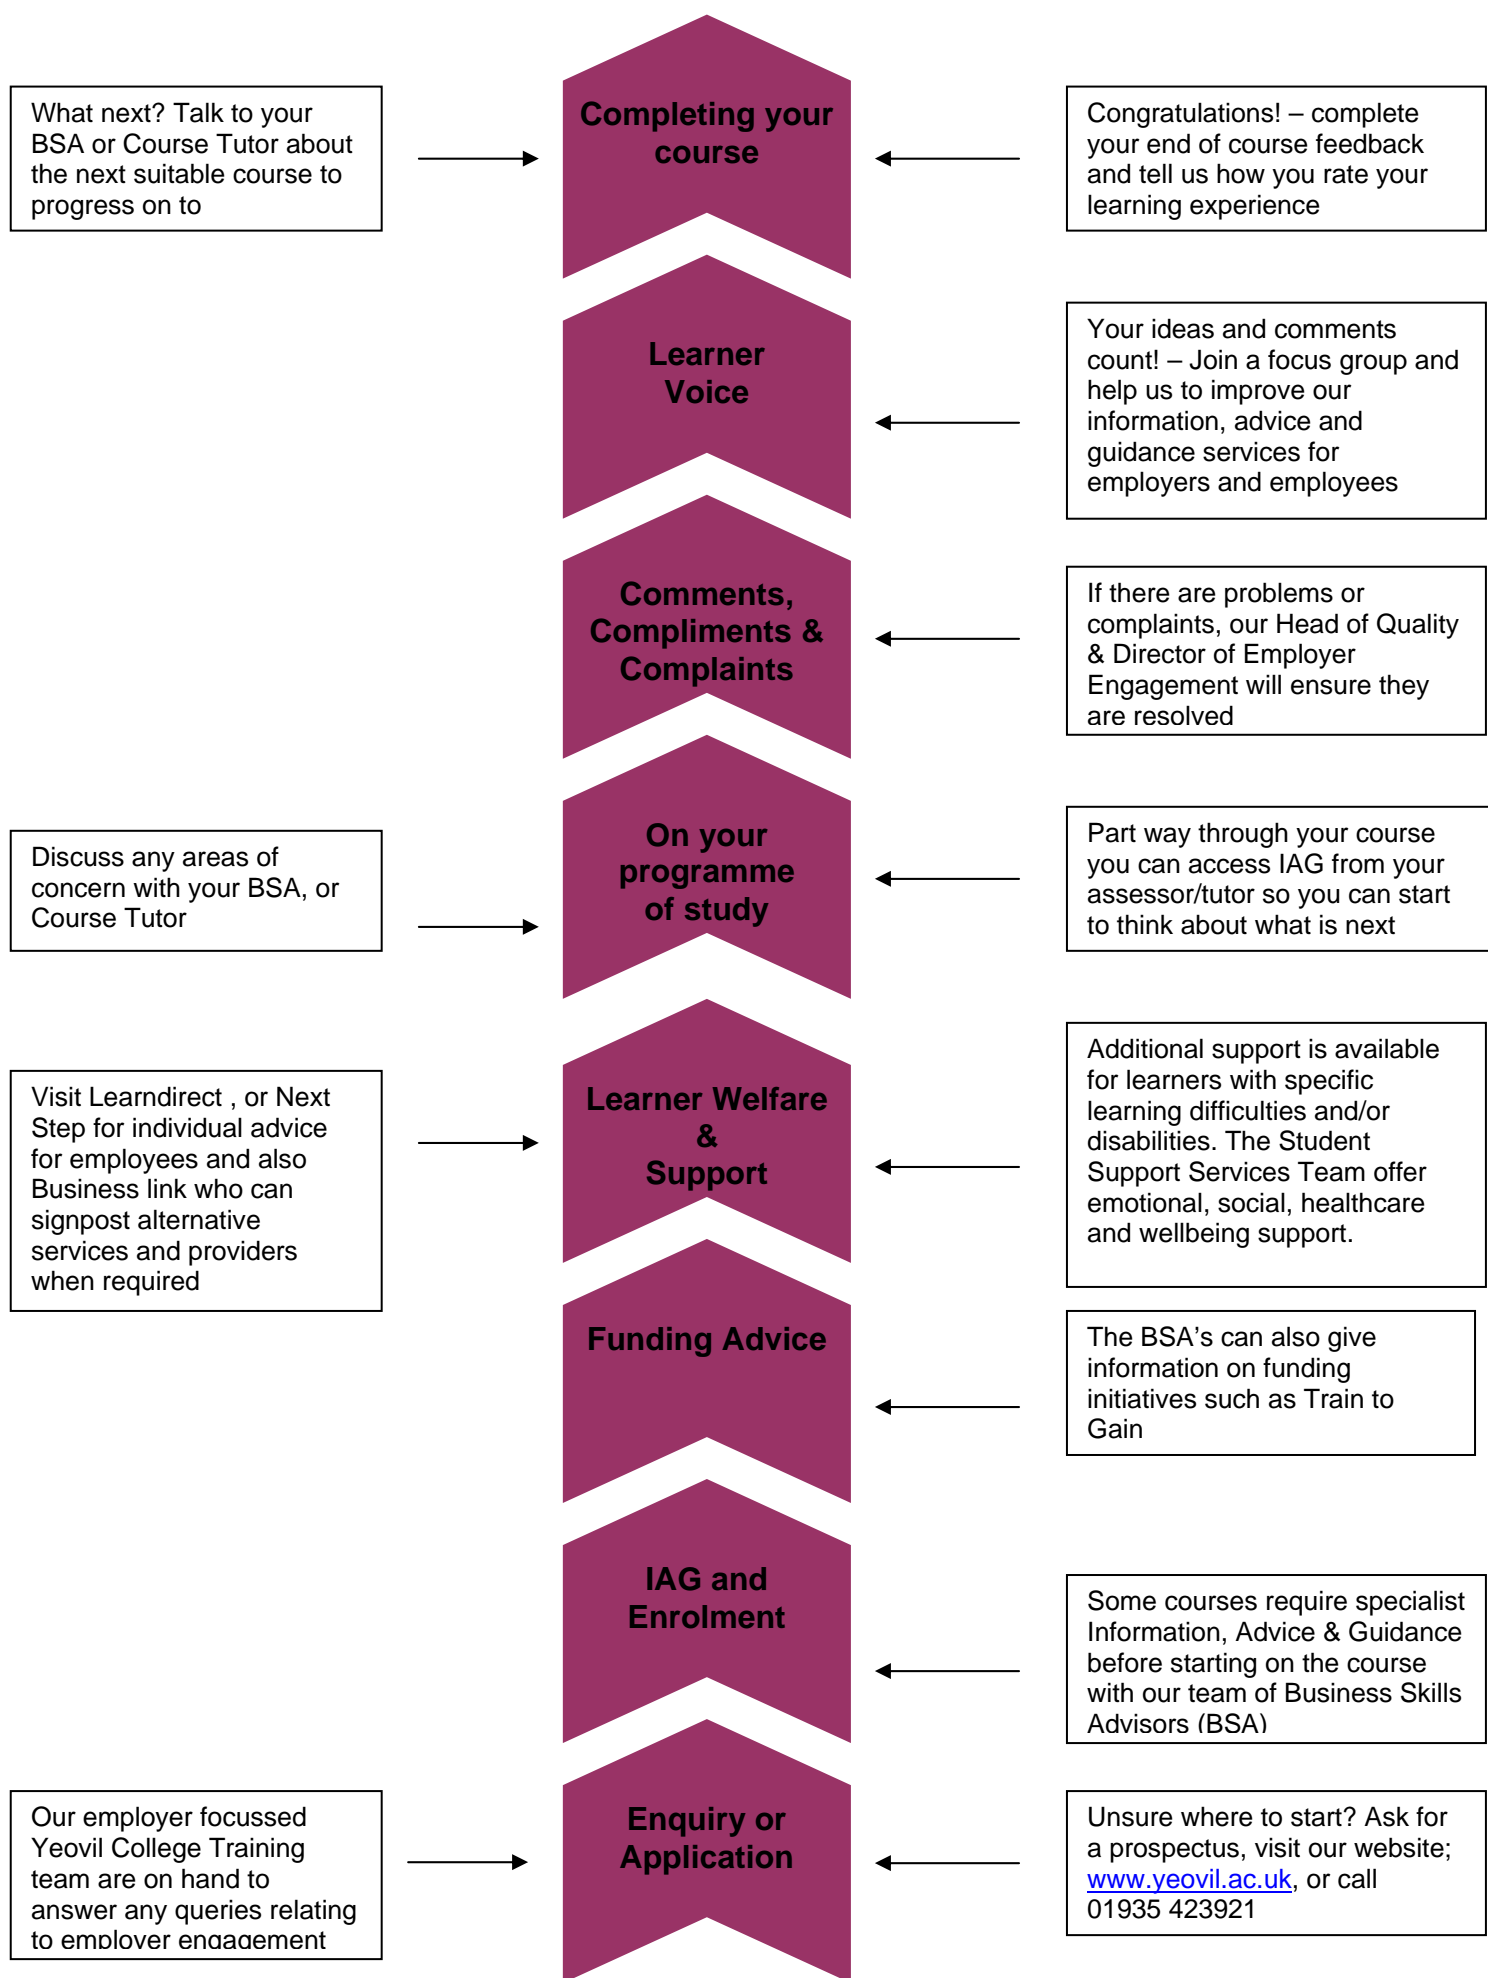 Completing your
course
What next? Talk to your
BSA or Course Tutor about
the next suitable course to
progress on to
Congratulations! – complete
your end of course feedback
and tell us how you rate your
learning experience
Learner
Voice
Your ideas and comments
count! – Join a focus group and
help us to improve our
information, advice and
guidance services for
employers and employees
Comments,
Compliments &
Complaints
If there are problems or
complaints, our Head of Quality
& Director of Employer
Engagement will ensure they
are resolved
On your
programme
of study
Discuss any areas of
concern with your BSA, or
Course Tutor
Part way through your course
you can access IAG from your
assessor/tutor so you can start
to think about what is next
Learner Welfare
&
Support
Visit Learndirect , or Next
Step for individual advice
for employees and also
Business link who can
signpost alternative
services and providers
when required
Additional support is available
for learners with specific
learning difficulties and/or
disabilities. The Student
Support Services Team offer
emotional, social, healthcare
and wellbeing support.
Funding Advice
The BSA’s can also give
information on funding
initiatives such as Train to
Gain
IAG and
Enrolment
Some courses require specialist
Information, Advice & Guidance
before starting on the course
with our team of Business Skills
Advisors (BSA)
Enquiry or
Application
Our employer focussed
Yeovil College Training
team are on hand to
answer any queries relating
to employer engagement
Unsure where to start? Ask for
a prospectus, visit our website;
www.yeovil.ac.uk, or call
01935 423921